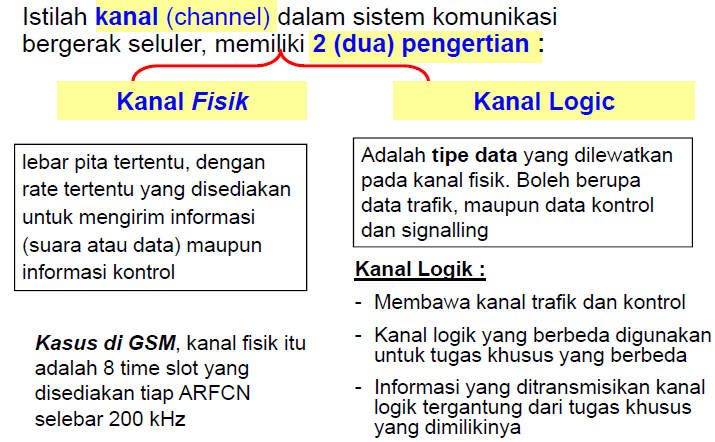 Istilah kanal (channel) dalam sistem komunikasi
bergerak seluler, memiliki 2 (dua) pengertian :
Kanal Fisik
lebar pita tertentu, dengan
rate tertentu yang disediakan
untuk mengirim informasi
(suara atau data) maupun
informasi kontrol
Kasus di GSM, kanal fisik itu
adalah 8 time slot yang
disediakan tiap ARFCN
selebar 200 kHz
Kanal Logic
Adalah tipe data yang dilewatkan
pada kanal fisik. Boleh berupa
data trafik, maupun data kontrol
dan signalling
Kanal Logik :
- Membawa kanal trafik dan kontrol
- Kanal logik yang berbeda digunakan
untuk tugas khusus yang berbeda
- Informasi yang ditransmisikan kanal
logik tergantung dari tugas khusus
yang dimilikinya